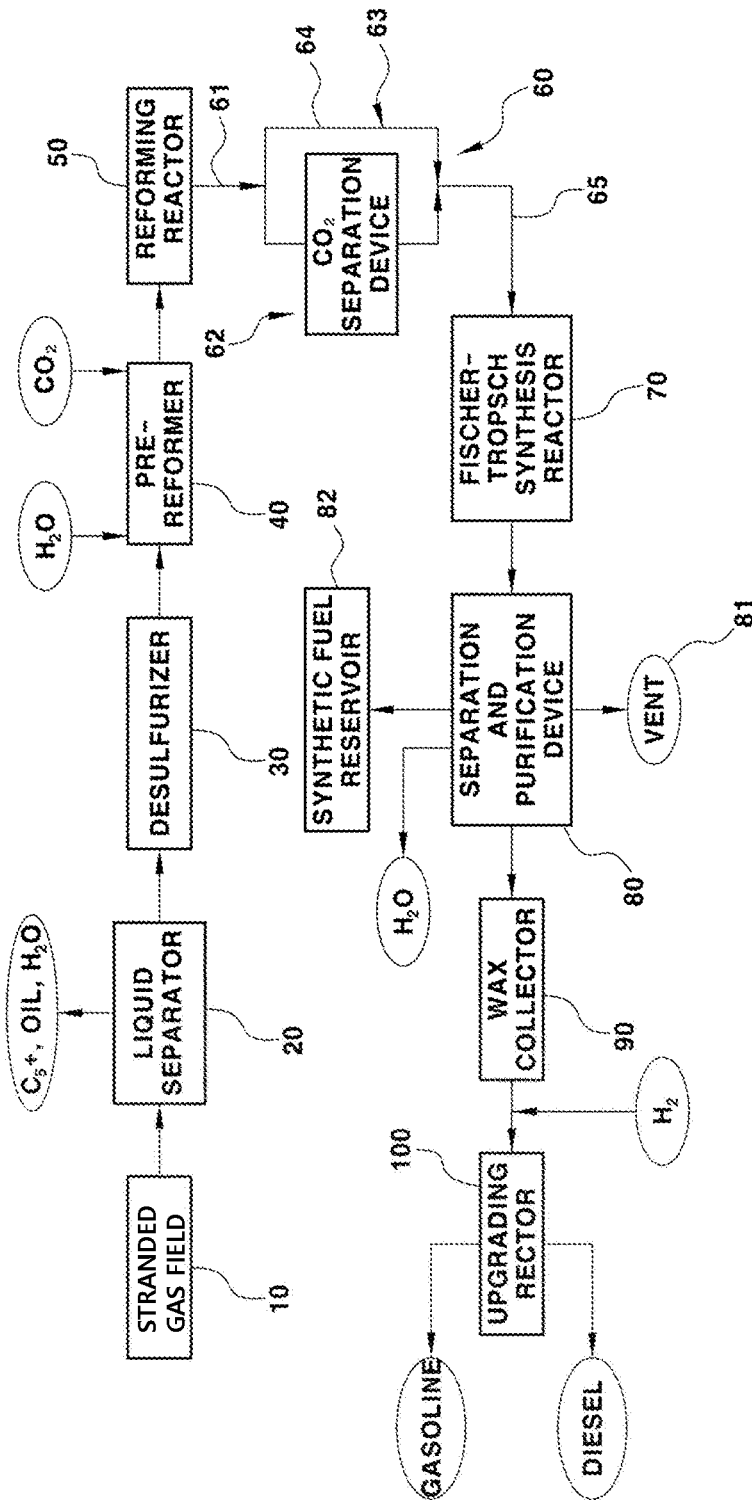 STRANDED
GAS FIELD
10
C₅+, OIL, H₂O
LIQUID
SEPARATOR
20
DESULFURIZER
30
H₂O
CO₂
PRE-
REFORMER
40
50
REFORMING
REACTOR
61
64
63
62
CO₂
SEPARATION
DEVICE
60
65
FISCHER-
TROPSCH
SYNTHESIS
REACTOR
70
82
SYNTHETIC FUEL
RESERVOIR
H₂O
SEPARATION
AND
PURIFICATION
DEVICE
80
VENT
81
WAX
COLLECTOR
90
H₂
100
UPGRADING
RECTOR
GASOLINE
DIESEL